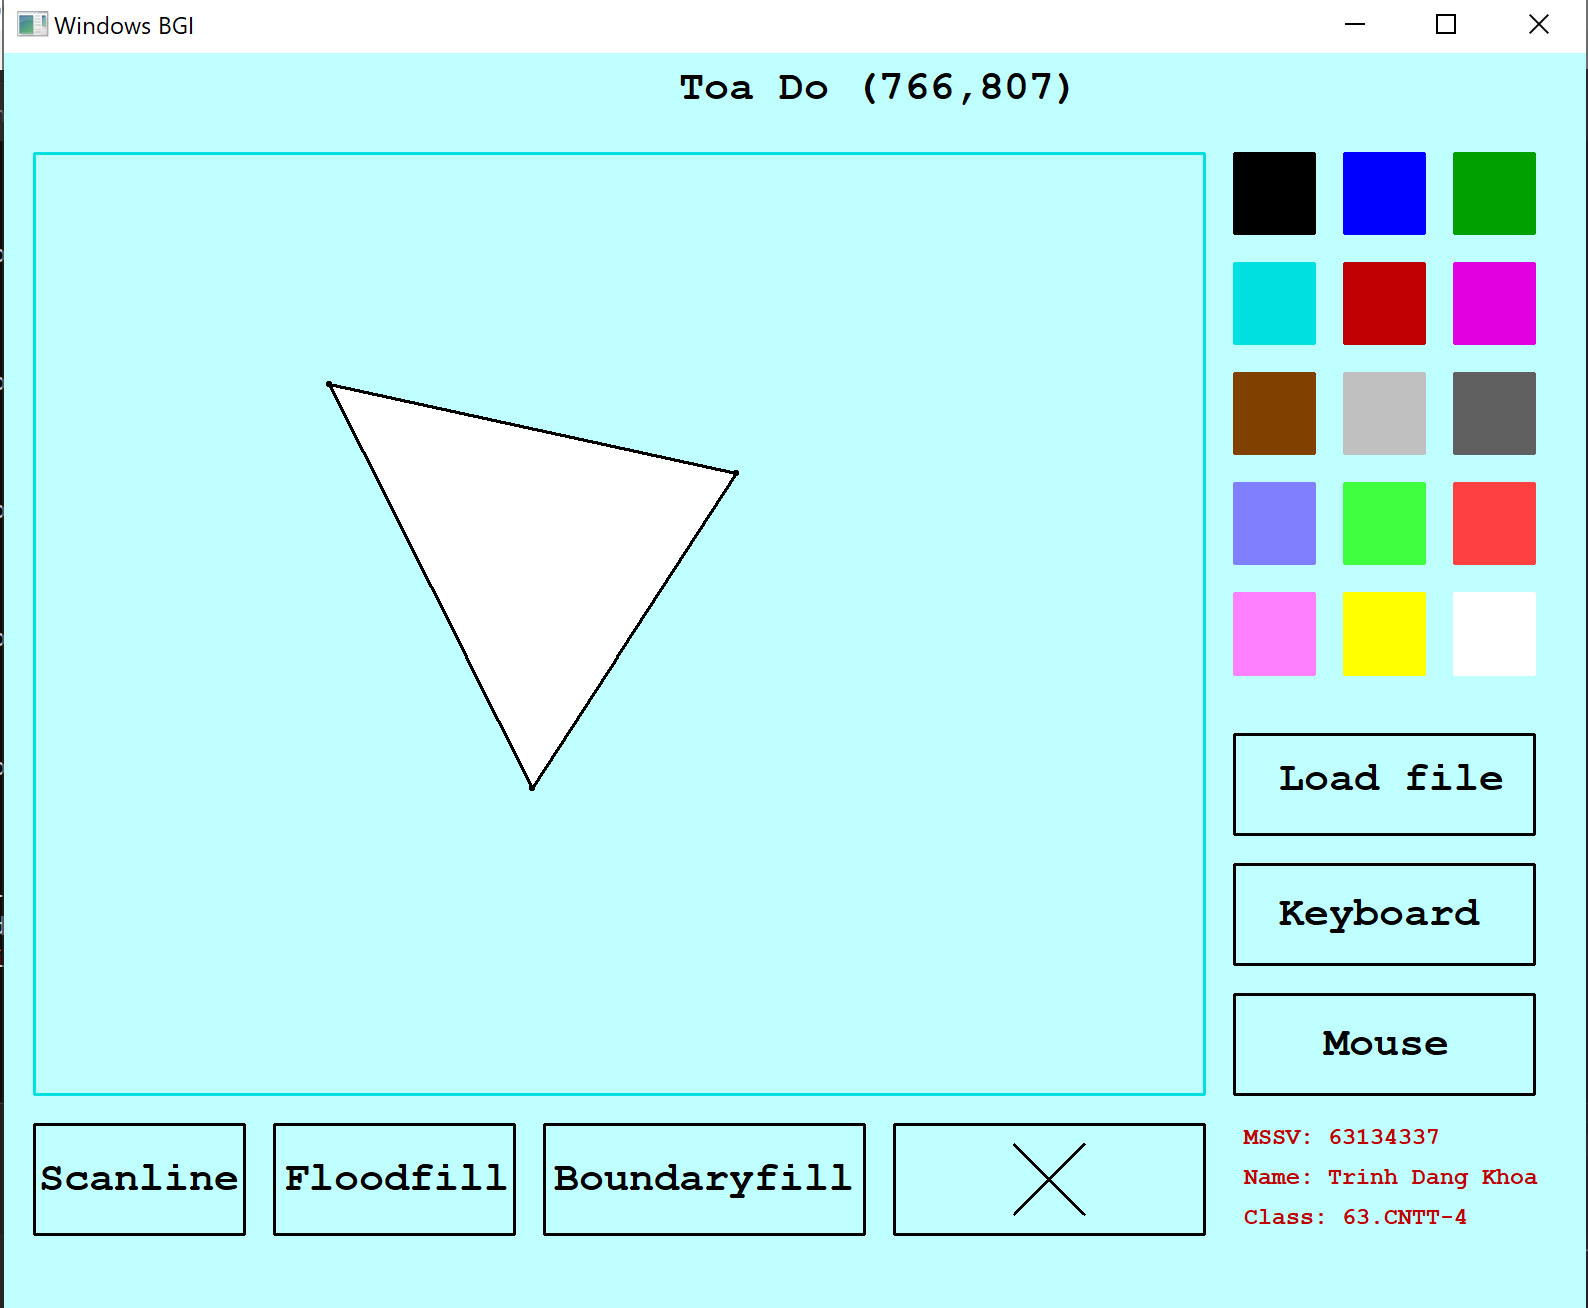 Windows BGI
Toa Do (766,807)
Load file
Keyboard
Mouse
Scanline
Floodfill
Boundaryfill
MSSV: 63134337
Name: Trinh Dang Khoa
Class: 63.CNTT-4